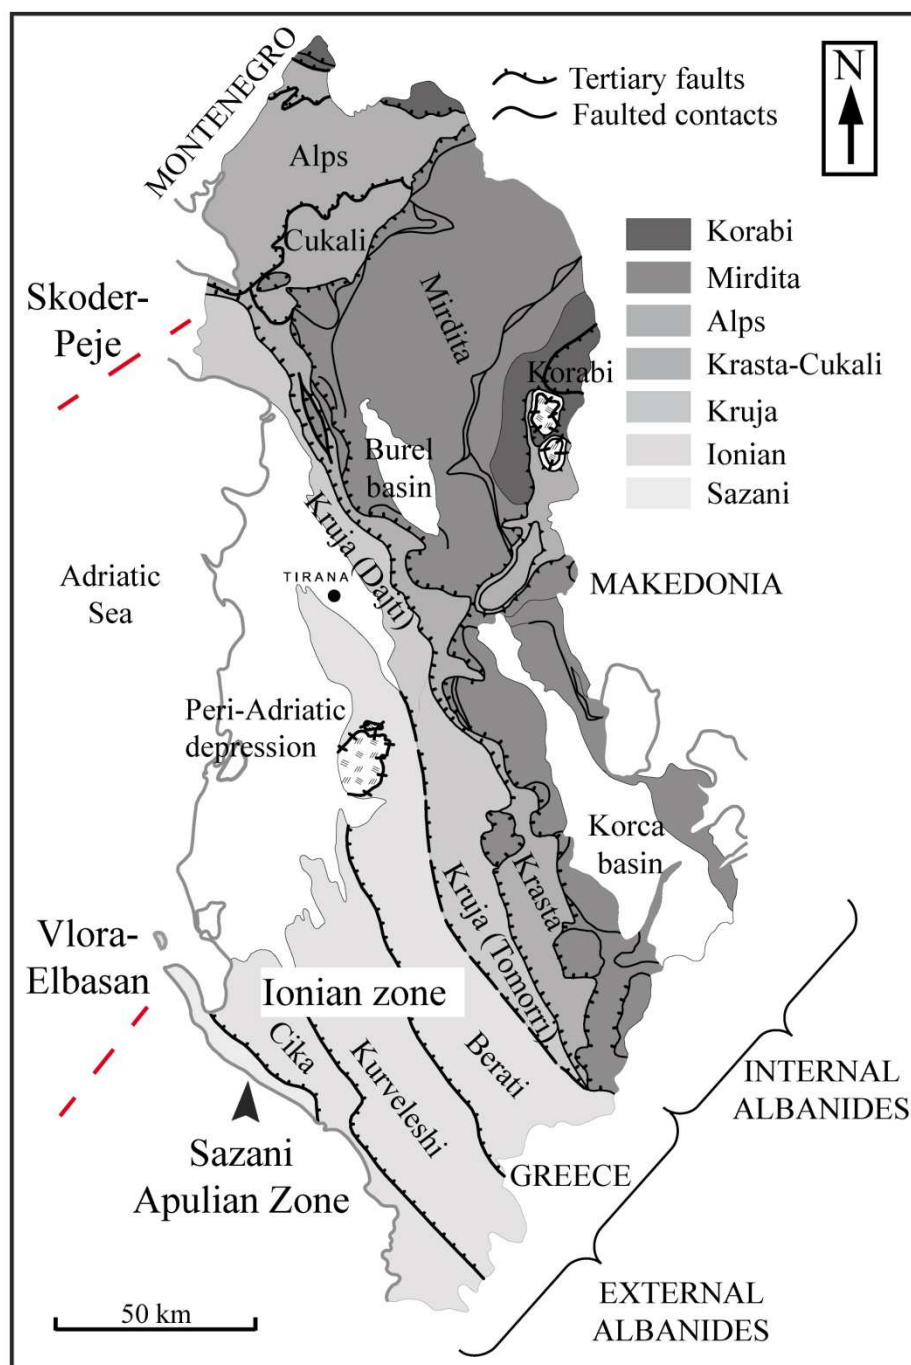 MONTENEGRO
Tertiary faults
Faulted contacts
N
Alps
Cukali
Skoder-
Peje
Mirdita
Korabi
Korabi
Mirdita
Alps
Krasta-Cukali
Kruja
Ionian
Sazani
Burel
basin
Kruja (Dajti)
Adriatic
Sea
TIRANA
MAKEDONIA
Peri-Adriatic
depression
Korca
basin
Krasta
Kruja (Tomorri)
Vlora-
Elbasan
Ionian zone
Cika
Kurveleshi
Berati
INTERNAL
ALBANIDES
Sazani
Apulian Zone
GREECE
EXTERNAL
ALBANIDES
50 km